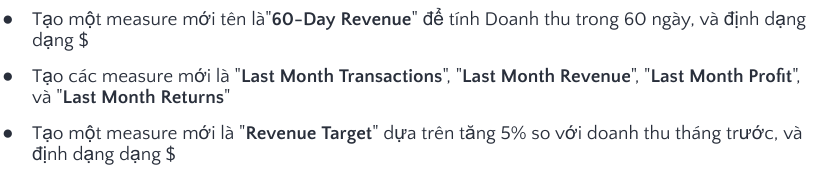 ● Tạo một measure mới tên là"60-Day Revenue" để tính Doanh thu trong 60 ngày, và định dạng
dạng $
● Tạo các measure mới là "Last Month Transactions", "Last Month Revenue", "Last Month Profit",
và "Last Month Returns"
● Tạo một measure mới là "Revenue Target" dựa trên tăng 5% so với doanh thu tháng trước, và
định dạng dạng $